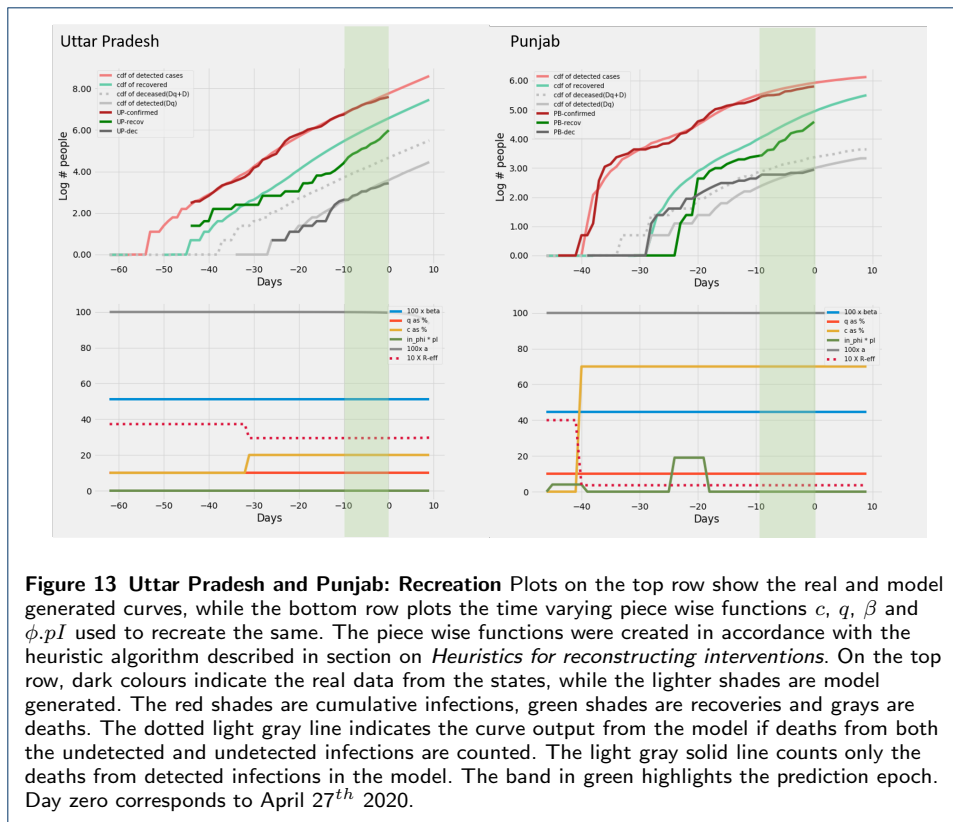 Uttar Pradesh
cdf of detected cases
cdf of recovered
cdf of deceased(Dq+D)
cdf of detected(Dq)
UP-confirmed
UP-recov
UP-dec
8.00
6.00
4.00
2.00
0.00
Log # people
−60 −50 −40 −30 −20 −10 0 10
Days
100 x beta
q as %
c as %
in_phi * pI
100x a
10 X R-eff
100
80
60
40
20
0
−60 −50 −40 −30 −20 −10 0 10
Days
Punjab
cdf of detected cases
cdf of recovered
cdf of deceased(Dq+D)
cdf of detected(Dq)
PB-confirmed
PB-recov
PB-dec
6.00
5.00
4.00
3.00
2.00
1.00
0.00
Log # people
−40 −30 −20 −10 0 10
Days
100 x beta
q as %
c as %
in_phi * pI
100x a
10 X R-eff
100
80
60
40
20
0
−40 −30 −20 −10 0 10
Days
Figure 13 Uttar Pradesh and Punjab: Recreation Plots on the top row show the real and model
generated curves, while the bottom row plots the time varying piece wise functions c, q, β and
ϕ.pI used to recreate the same. The piece wise functions were created in accordance with the
heuristic algorithm described in section on Heuristics for reconstructing interventions. On the top
row, dark colours indicate the real data from the states, while the lighter shades are model
generated. The red shades are cumulative infections, green shades are recoveries and grays are
deaths. The dotted light gray line indicates the curve output from the model if deaths from both
the undetected and undetected infections are counted. The light gray solid line counts only the
deaths from detected infections in the model. The band in green highlights the prediction epoch.
Day zero corresponds to April 27th 2020.